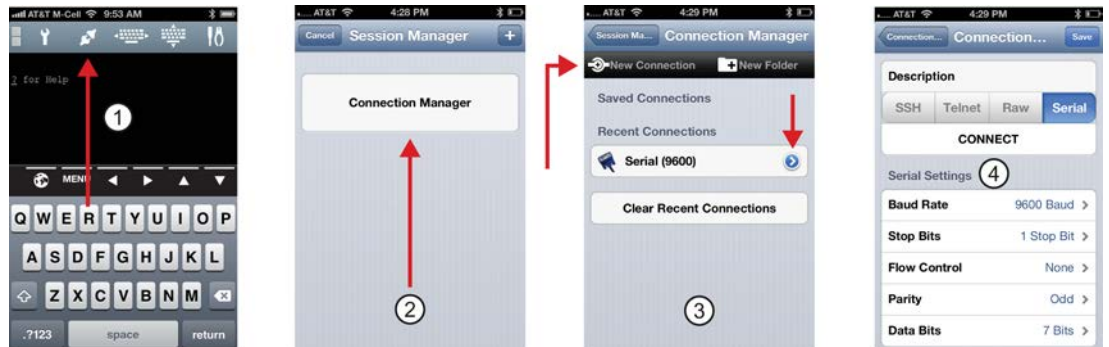 AT&T M-Cell 9:53 AM
? for Help
1
MENU
Q W E R T Y U I O P
A S D F G H J K L
Z X C V B N M
.?123 space return
AT&T 4:28 PM
Cancel Session Manager +
Connection Manager
2
AT&T 4:29 PM
Session Ma... Connection Manager
New Connection New Folder
Saved Connections
Recent Connections
Serial (9600)
Clear Recent Connections
3
AT&T 4:29 PM
Connection... Connection... Save
Description
SSH Telnet Raw Serial
CONNECT
Serial Settings 4
Baud Rate 9600 Baud
Stop Bits 1 Stop Bit
Flow Control None
Parity Odd
Data Bits 7 Bits